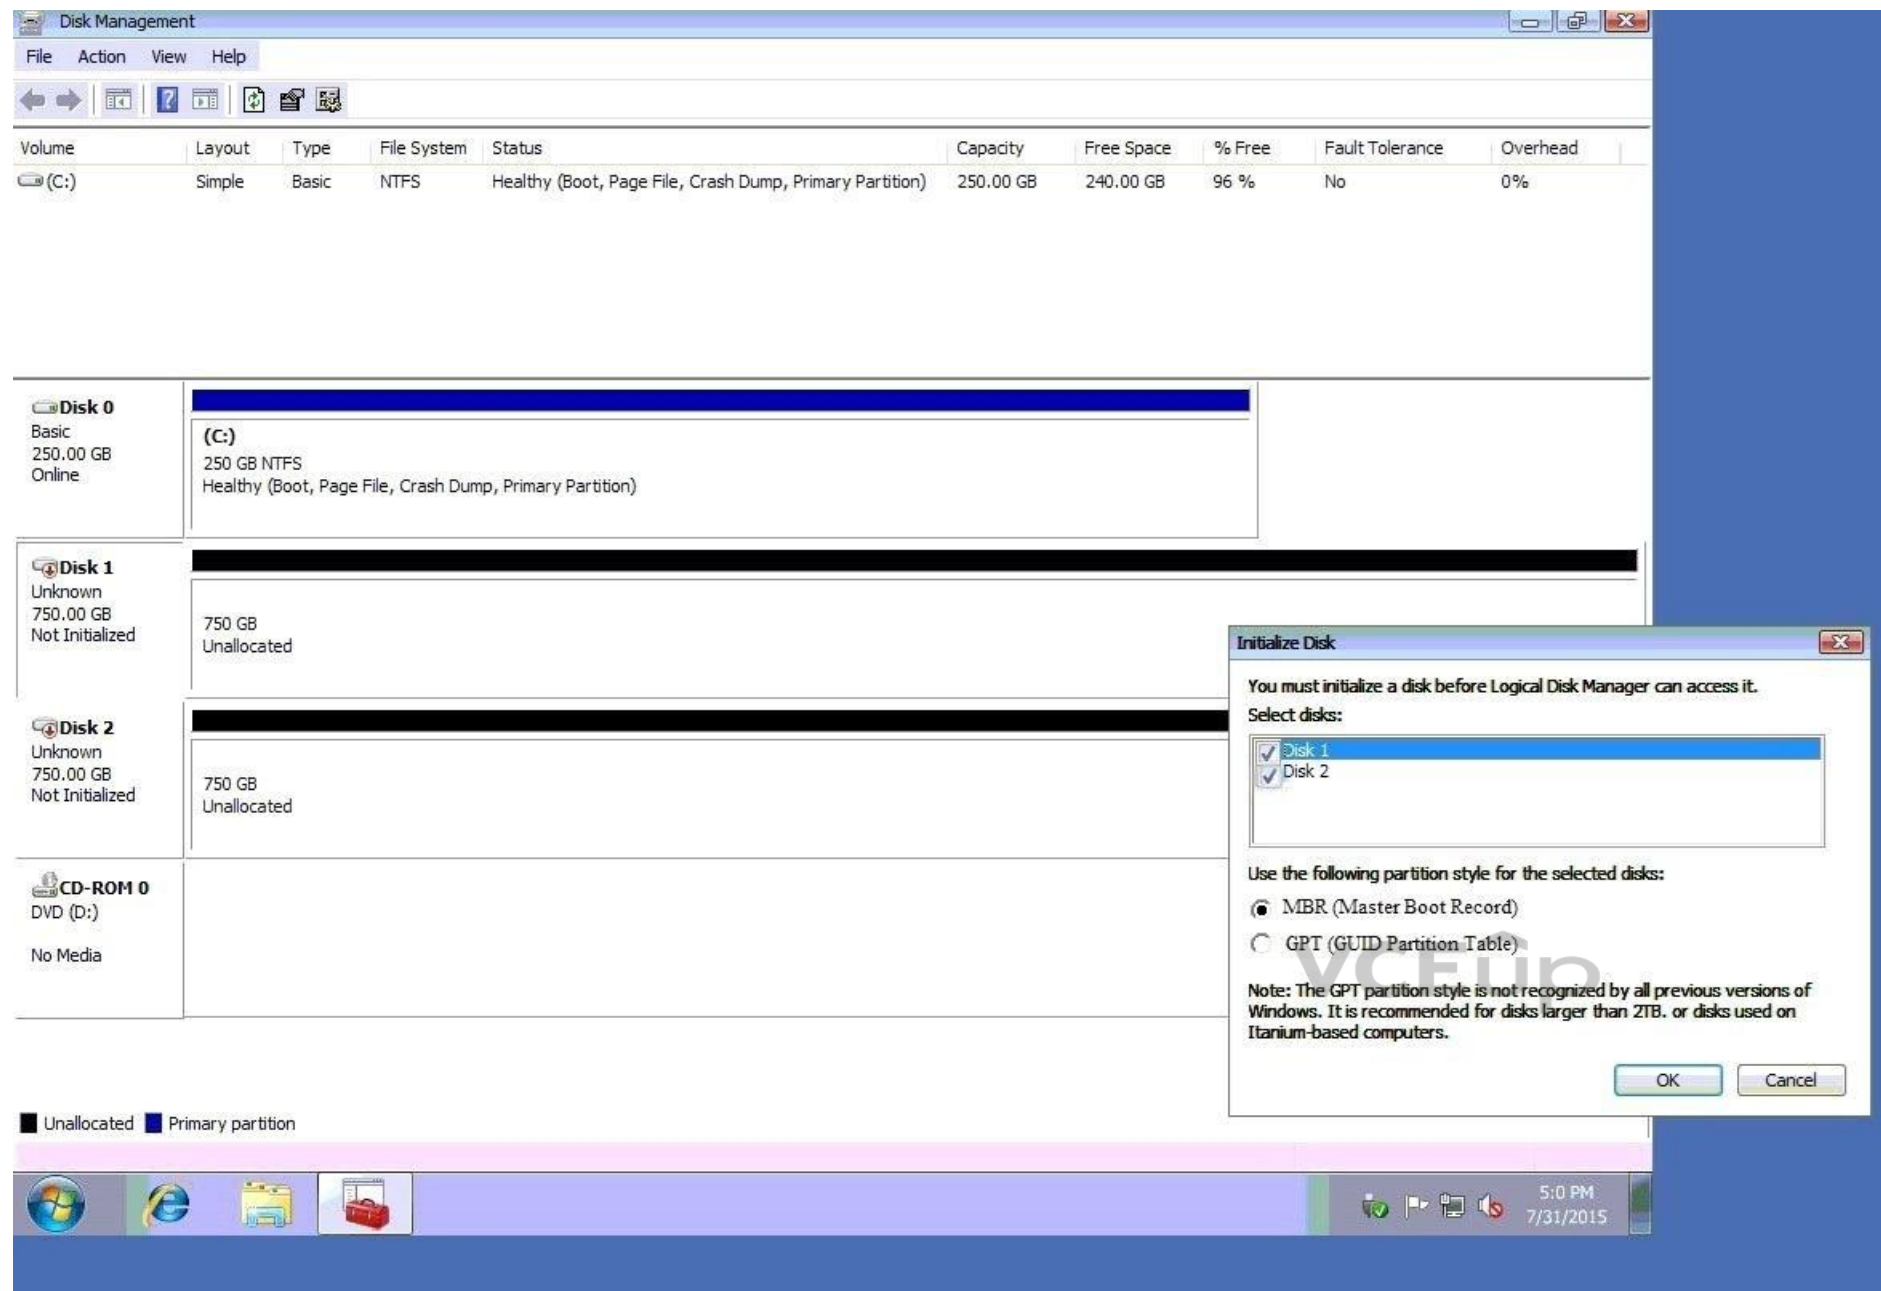 Disk Management
File Action View Help
Volume Layout Type File System Status Capacity Free Space % Free Fault Tolerance Overhead
(C:) Simple Basic NTFS Healthy (Boot, Page File, Crash Dump, Primary Partition) 250.00 GB 240.00 GB 96 % No 0%
Disk 0
Basic
250.00 GB
Online
(C:)
250 GB NTFS
Healthy (Boot, Page File, Crash Dump, Primary Partition)
Disk 1
Unknown
750.00 GB
Not Initialized
750 GB
Unallocated
Disk 2
Unknown
750.00 GB
Not Initialized
750 GB
Unallocated
CD-ROM 0
DVD (D:)
No Media
Unallocated Primary partition
Initialize Disk
You must initialize a disk before Logical Disk Manager can access it.
Select disks:
Disk 1
Disk 2
Use the following partition style for the selected disks:
MBR (Master Boot Record)
GPT (GUID Partition Table)
VCEup
Note: The GPT partition style is not recognized by all previous versions of
Windows. It is recommended for disks larger than 2TB. or disks used on
Itanium-based computers.
OK Cancel
5:0 PM
7/31/2015